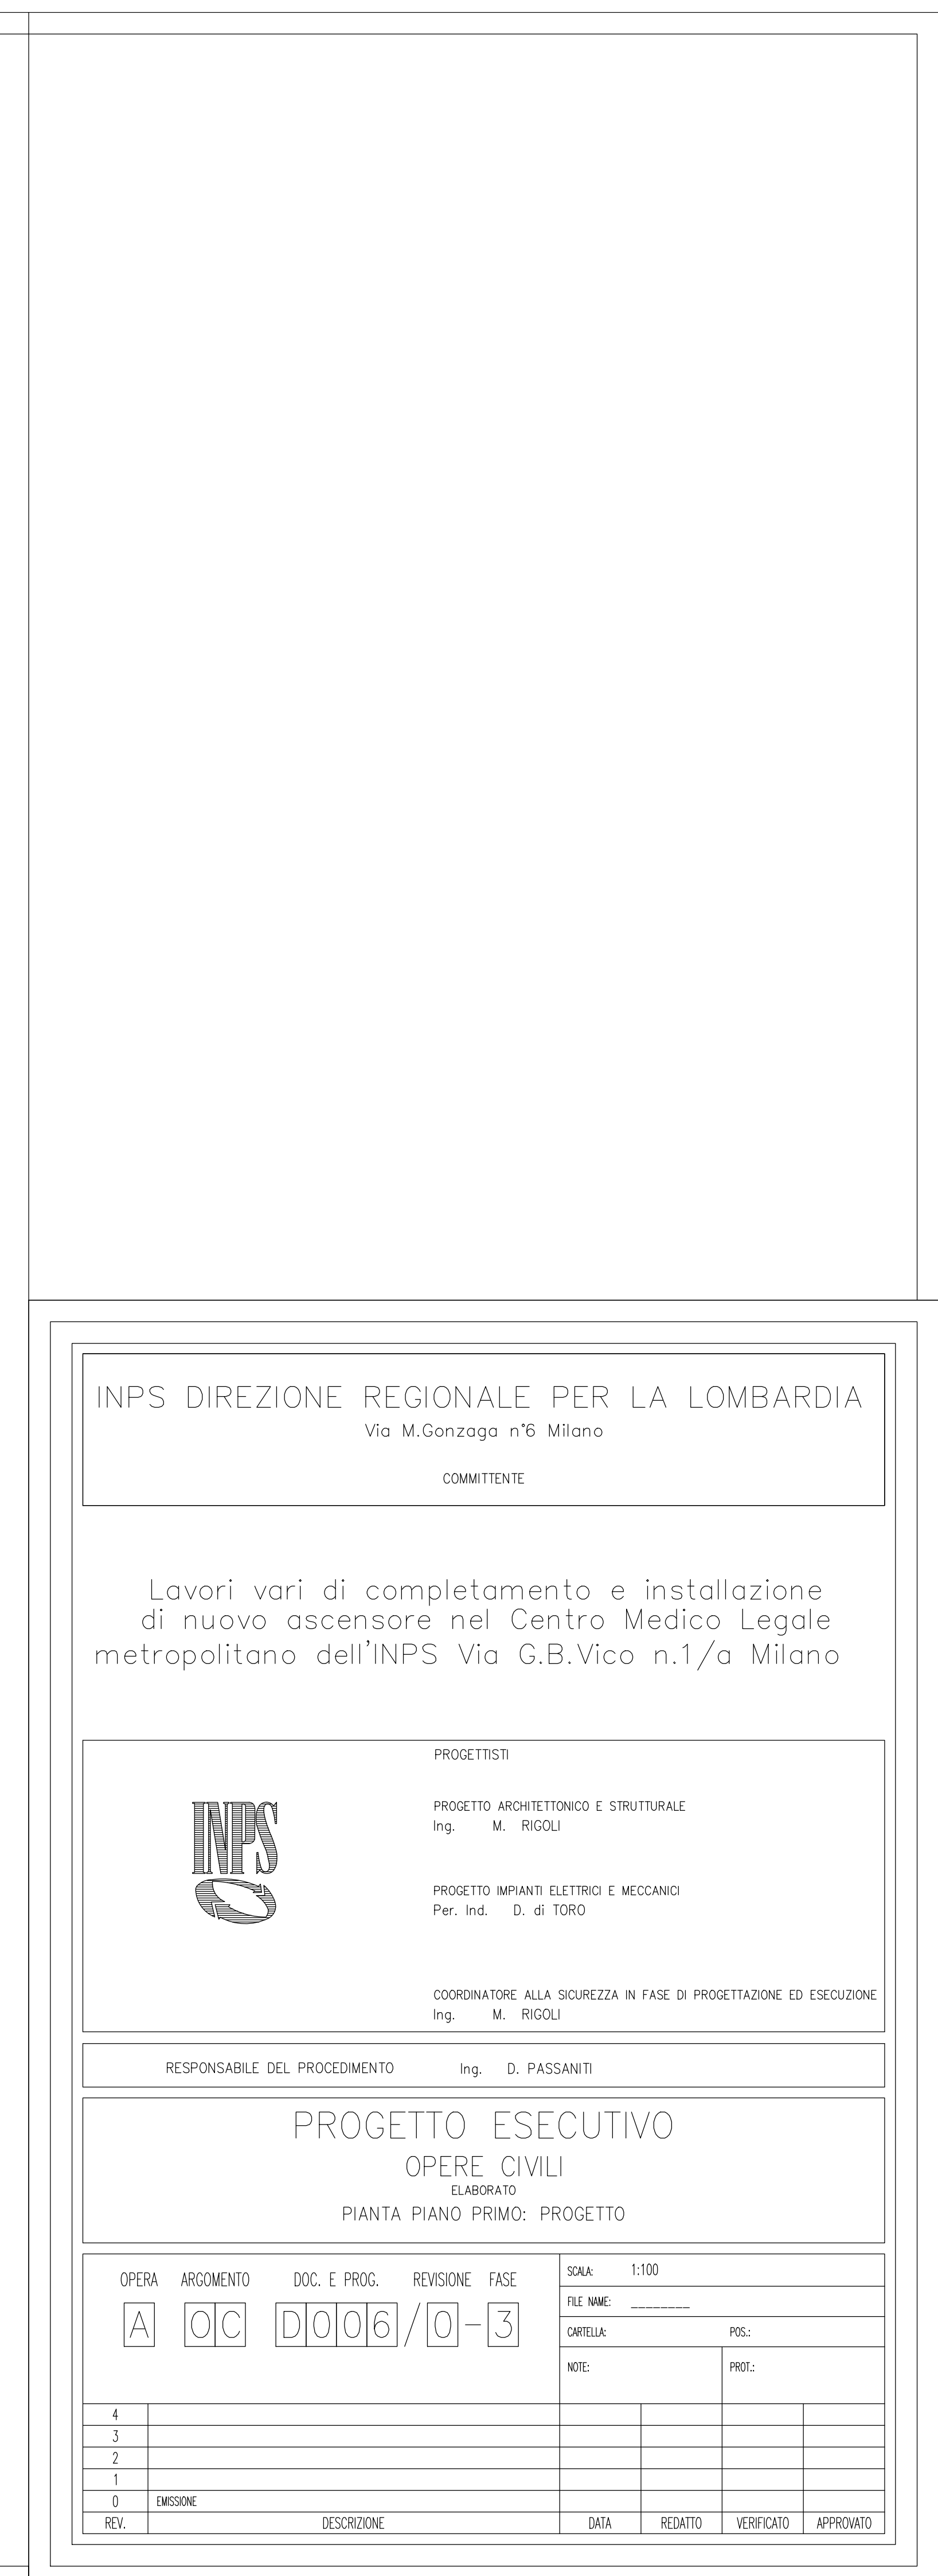 INPS DIREZIONE REGIONALE PER LA LOMBARDIA
Via M.Gonzaga n°6 Milano
COMMITTENTE
Lavori vari di completamento e installazione
di nuovo ascensore nel Centro Medico Legale
metropolitano dell'INPS Via G.B.Vico n.1/a Milano
PROGETTISTI
PROGETTO ARCHITETTONICO E STRUTTURALE
Ing. M. RIGOLI
INPS
PROGETTO IMPIANTI ELETTRICI E MECCANICI
Per. Ind. D. di TORO
COORDINATORE ALLA SICUREZZA IN FASE DI PROGETTAZIONE ED ESECUZIONE
Ing. M. RIGOLI
RESPONSABILE DEL PROCEDIMENTO Ing. D. PASSANITI
PROGETTO ESECUTIVO
OPERE CIVILI
ELABORATO
PIANTA PIANO PRIMO: PROGETTO
OPERA ARGOMENTO DOC. E PROG. REVISIONE FASE
A OC D006/0-3
SCALA: 1:100
FILE NAME: ________
CARTELLA: POS.:
NOTE: PROT.:
4
3
2
1
0 EMISSIONE
REV. DESCRIZIONE DATA REDATTO VERIFICATO APPROVATO